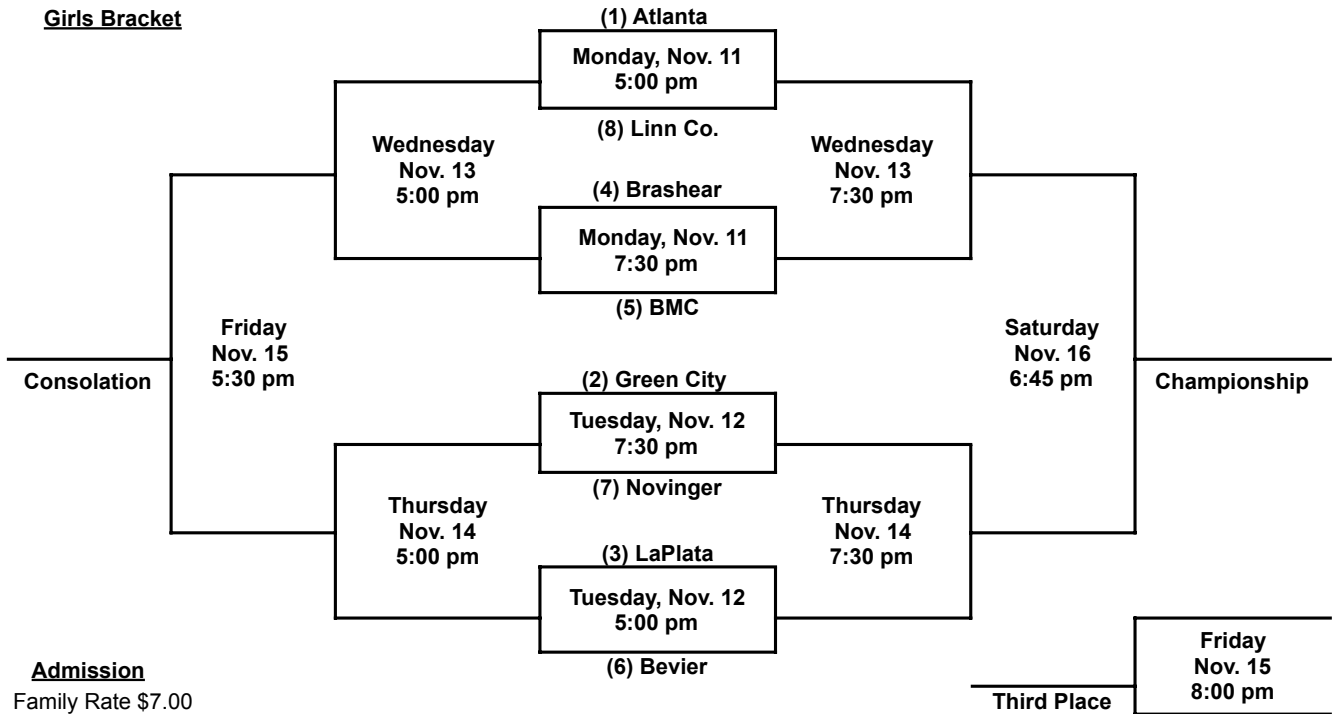 Girls Bracket
(1) Atlanta
Monday, Nov. 11
5:00 pm
(8) Linn Co.
Wednesday
Nov. 13
5:00 pm
Wednesday
Nov. 13
7:30 pm
(4) Brashear
Monday, Nov. 11
7:30 pm
(5) BMC
Friday
Nov. 15
5:30 pm
Saturday
Nov. 16
6:45 pm
Consolation
Championship
(2) Green City
Tuesday, Nov. 12
7:30 pm
(7) Novinger
Thursday
Nov. 14
5:00 pm
Thursday
Nov. 14
7:30 pm
(3) LaPlata
Tuesday, Nov. 12
5:00 pm
(6) Bevier
Admission
Family Rate $7.00
Third Place
Friday
Nov. 15
8:00 pm